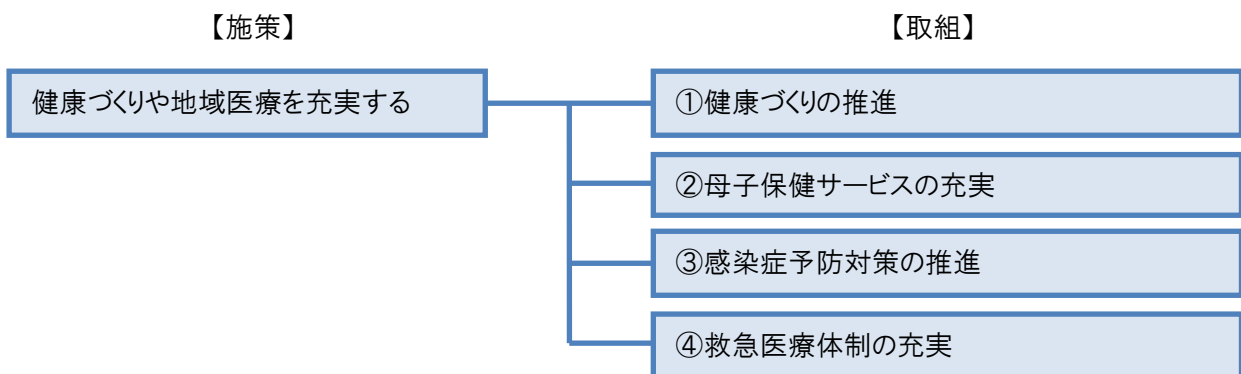 【施策】
【取組】
健康づくりや地域医療を充実する
①健康づくりの推進
②母子保健サービスの充実
③感染症予防対策の推進
④救急医療体制の充実